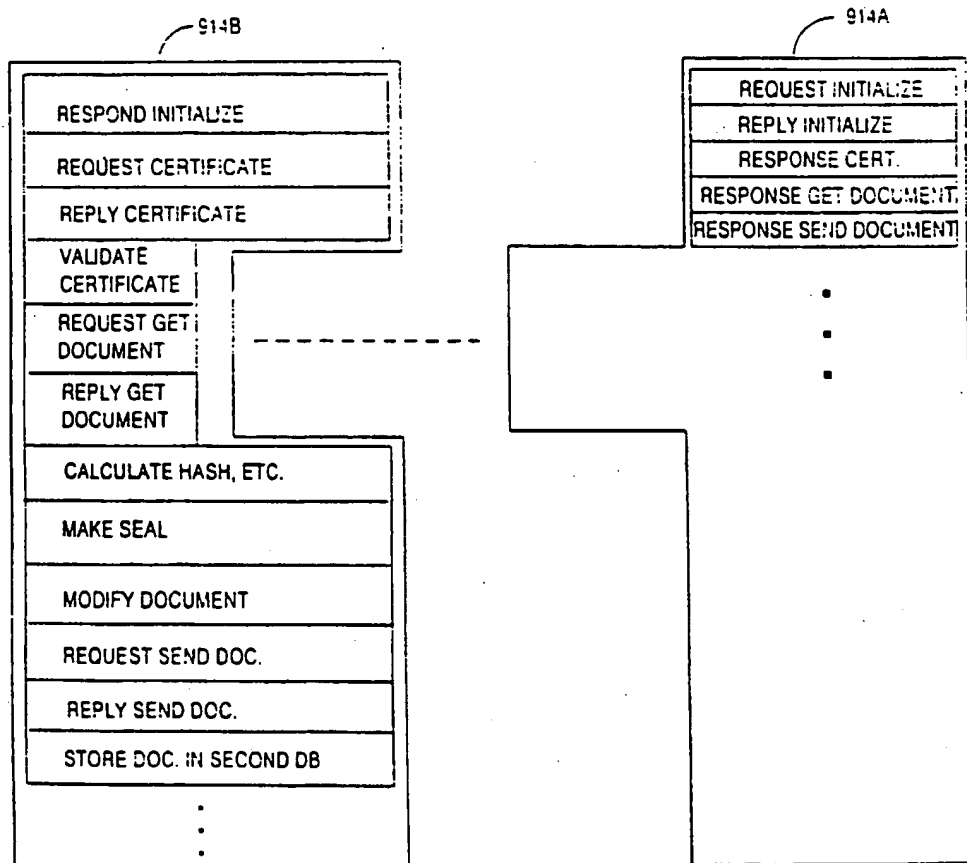 914B
RESPOND INITIALIZE
REQUEST CERTIFICATE
REPLY CERTIFICATE
VALIDATE
CERTIFICATE
REQUEST GET
DOCUMENT
REPLY GET
DOCUMENT
CALCULATE HASH, ETC.
MAKE SEAL
MODIFY DOCUMENT
REQUEST SEND DOC.
REPLY SEND DOC.
STORE DOC. IN SECOND DB
914A
REQUEST INITIALIZE
REPLY INITIALIZE
RESPONSE CERT.
RESPONSE GET DOCUMENT
RESPONSE SEND DOCUMENT